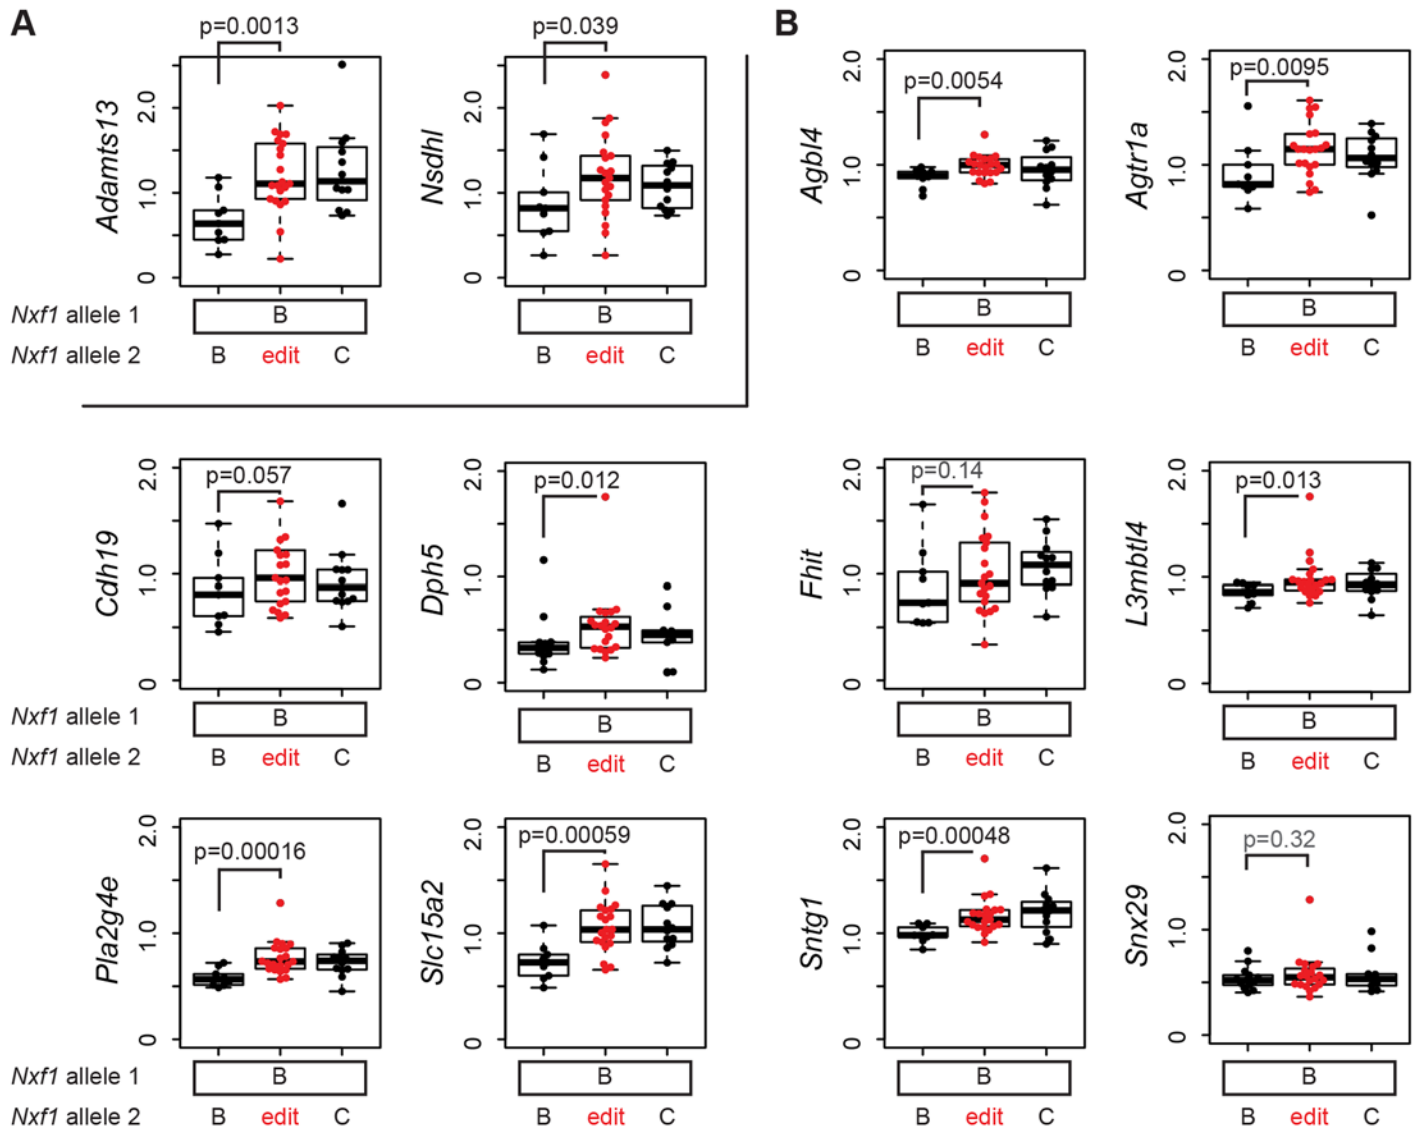 A
B
p=0.0013
p=0.039
p=0.0054
p=0.0095
Adamts13
0 1.0 2.0
Nsdhl
0 1.0 2.0
Agbl4
0 1.0 2.0
Agtr1a
0 1.0 2.0
Nxf1 allele 1 B B B B
Nxf1 allele 2 B edit C B edit C B edit C B edit C
p=0.057
p=0.012
p=0.14
p=0.013
Cdh19
0 1.0 2.0
Dph5
0 1.0 2.0
Fhit
0 1.0 2.0
L3mbtl4
0 1.0 2.0
Nxf1 allele 1 B B B B
Nxf1 allele 2 B edit C B edit C B edit C B edit C
p=0.00016
p=0.00059
p=0.00048
p=0.32
Pla2g4e
0 1.0 2.0
Slc15a2
0 1.0 2.0
Sntg1
0 1.0 2.0
Snx29
0 1.0 2.0
Nxf1 allele 1 B B B B
Nxf1 allele 2 B edit C B edit C B edit C B edit C